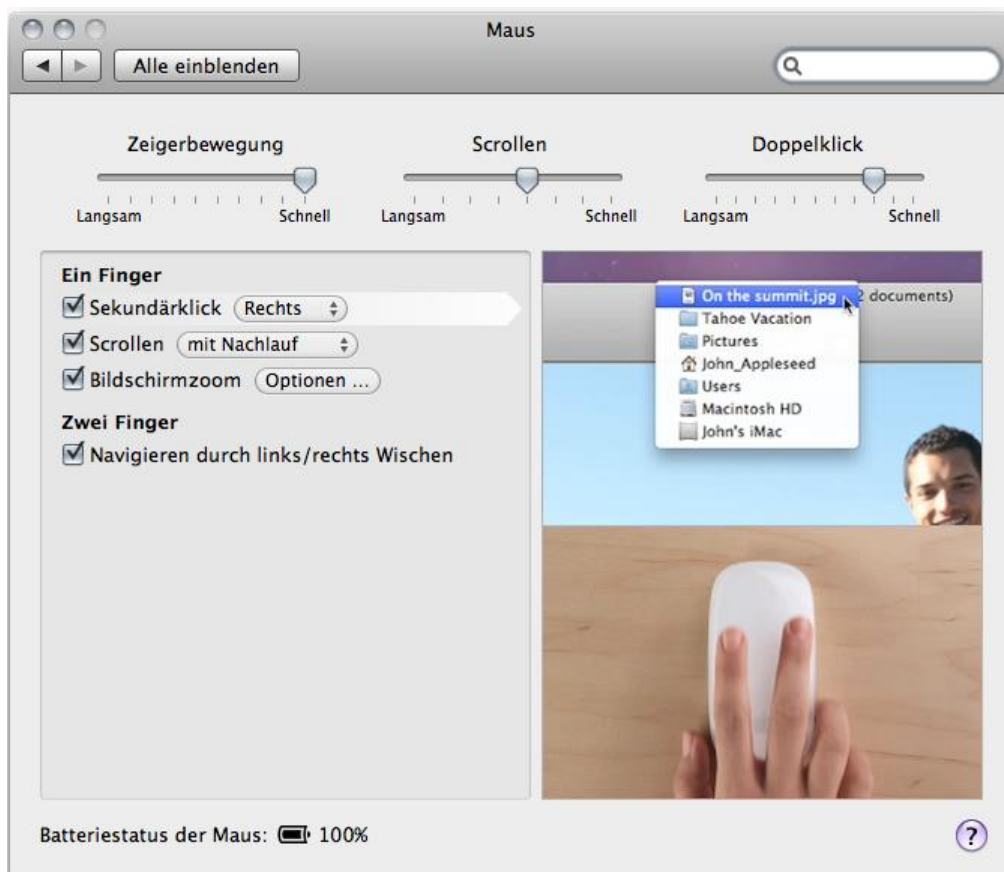 Maus
Alle einblenden
Zeigerbewegung Scrollen Doppelklick
Langsam Schnell Langsam Schnell Langsam Schnell
Ein Finger
Sekundärklick Rechts
Scrollen mit Nachlauf
Bildschirmzoom Optionen ...
Zwei Finger
Navigieren durch links/rechts Wischen
On the summit.jpg 2 documents)
Tahoe Vacation
Pictures
John_Appleseed
Users
Macintosh HD
John's iMac
Batteriestatus der Maus: 100% ?